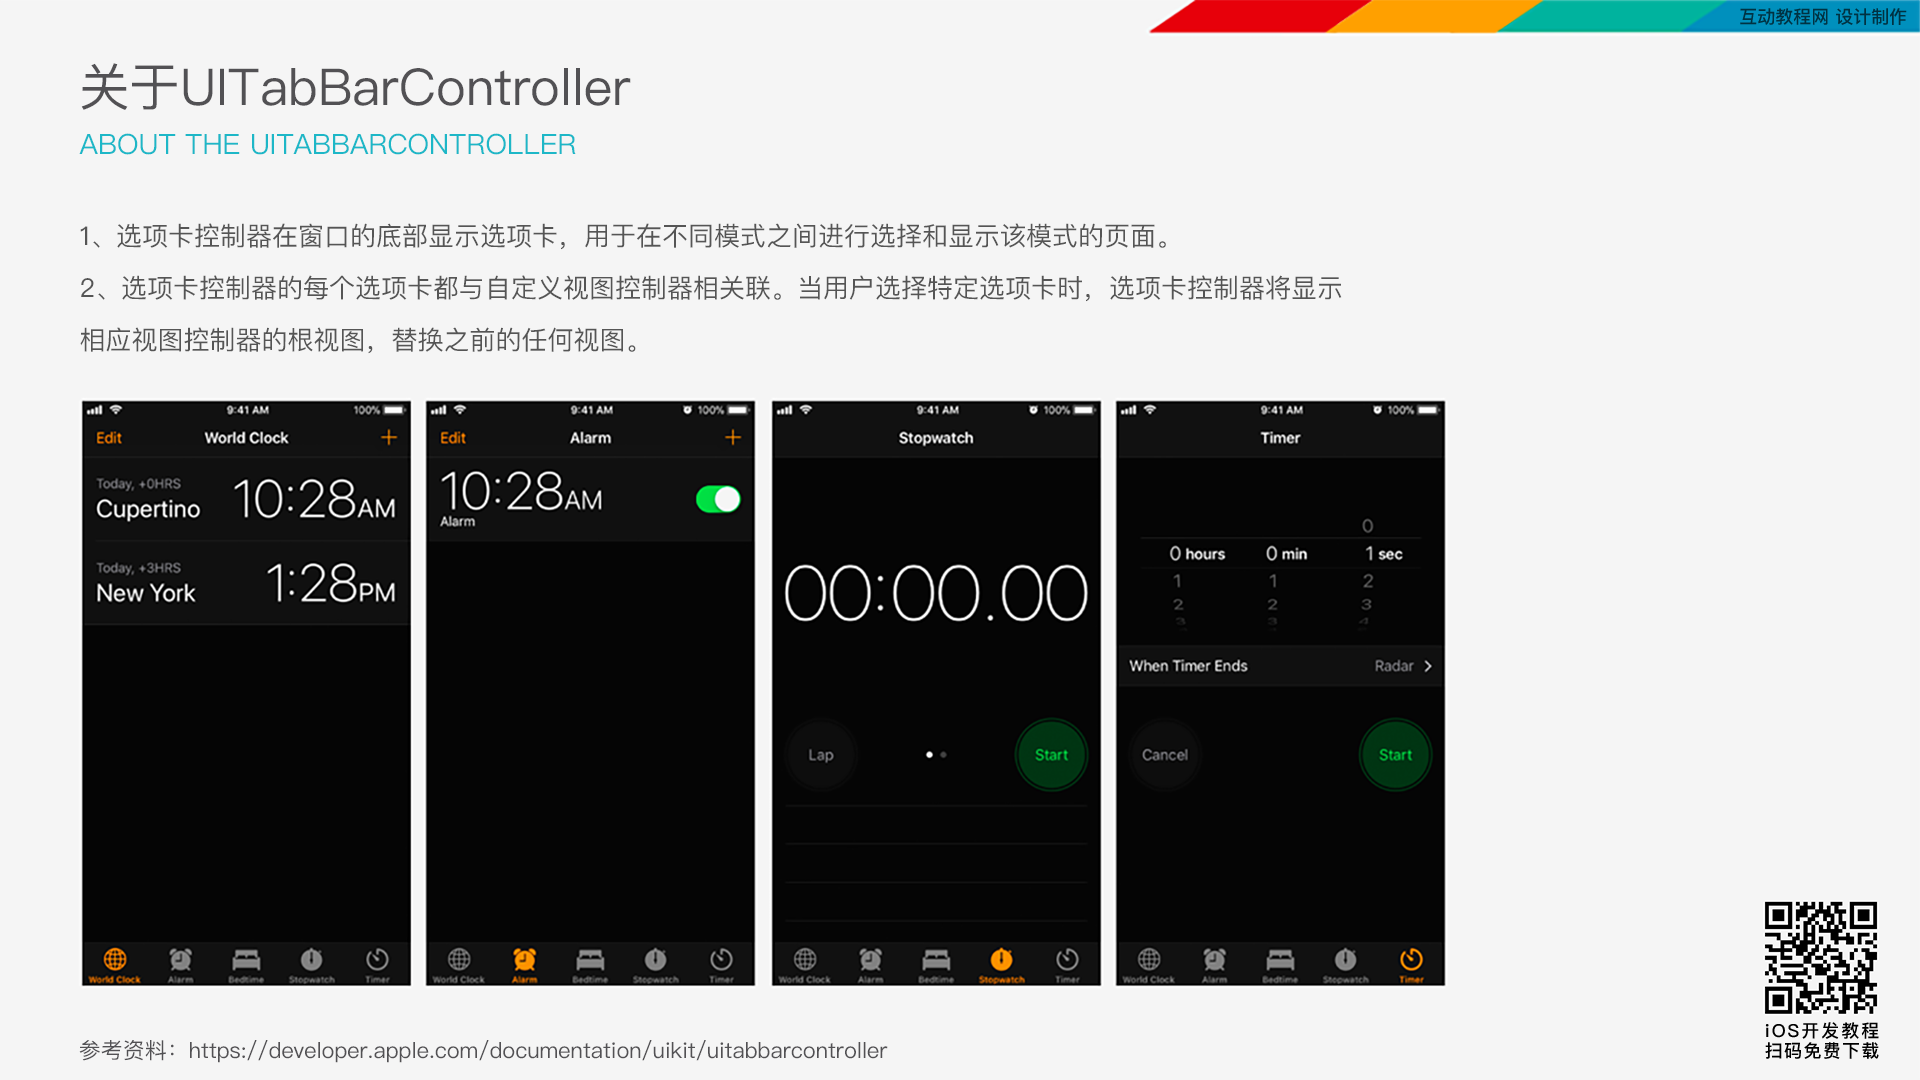 互动教程网 设计制作
关于UITabBarController
ABOUT THE UITABBARCONTROLLER
1、选项卡控制器在窗口的底部显示选项卡，用于在不同模式之间进行选择和显示该模式的页面。
2、选项卡控制器的每个选项卡都与自定义视图控制器相关联。当用户选择特定选项卡时，选项卡控制器将显示
相应视图控制器的根视图，替换之前的任何视图。
9:41 AM 100%
Edit World Clock +
Today, +0HRS
Cupertino 10:28AM
Today, +3HRS
New York 1:28PM
World Clock Alarm Bedtime Stopwatch Timer
9:41 AM 100%
Edit Alarm +
10:28AM
Alarm
World Clock Alarm Bedtime Stopwatch Timer
9:41 AM 100%
Stopwatch
00:00.00
Lap Start
World Clock Alarm Bedtime Stopwatch Timer
9:41 AM 100%
Timer
0
0 hours 0 min 1 sec
1 1 2
2 2 3
3 3 4
When Timer Ends Radar >
Cancel Start
World Clock Alarm Bedtime Stopwatch Timer
iOS开发教程
扫码免费下载
参考资料：https://developer.apple.com/documentation/uikit/uitabbarcontroller